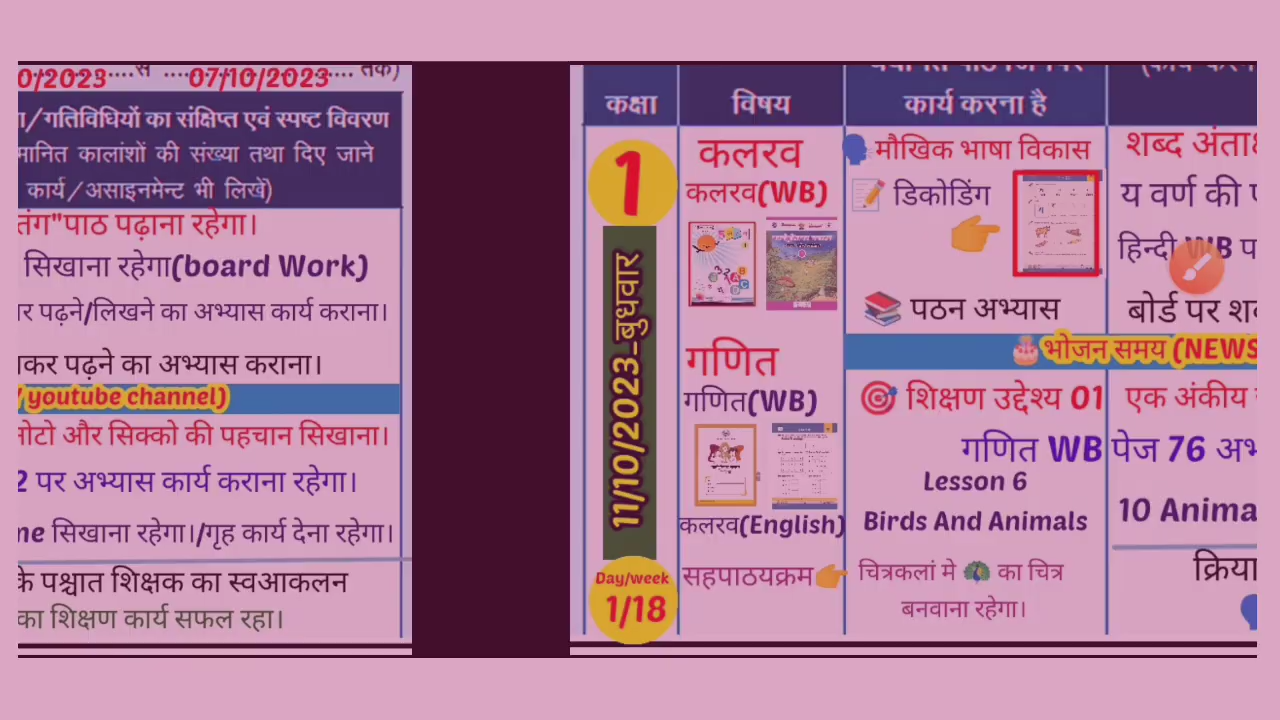 0/2023 ....से ..... 07/10/2023 .... तक)
/गतिविधियों का संक्षिप्त एवं स्पष्ट विवरण
मानित कालांशों की संख्या तथा दिए जाने
कार्य/असाइनमेन्ट भी लिखें)
तंग"पाठ पढ़ाना रहेगा।
सिखाना रहेगा(board Work)
र पढ़ने/लिखने का अभ्यास कार्य कराना।
कर पढ़ने का अभ्यास कराना।
youtube channel)
नोटो और सिक्को की पहचान सिखाना।
2 पर अभ्यास कार्य कराना रहेगा।
me सिखाना रहेगा।/गृह कार्य देना रहेगा।
के पश्चात शिक्षक का स्वआकलन
का शिक्षण कार्य सफल रहा।
कक्षा विषय कार्य करना है
1
11/10/2023-बुधवार
Day/week
1/18
कलरव
कलरव(WB)
गणित
गणित(WB)
कलरव(English)
सहपाठयक्रम
मौखिक भाषा विकास
डिकोडिंग
पठन अभ्यास
भोजन समय (NEWS
शिक्षण उद्देश्य 01
गणित WB पेज 76
Lesson 6
Birds And Animals
चित्रकलां मे का चित्र
बनवाना रहेगा।
शब्द
य वर्ण की
हिन्दी WB
बोर्ड पर
एक अंकीय
10 Anima